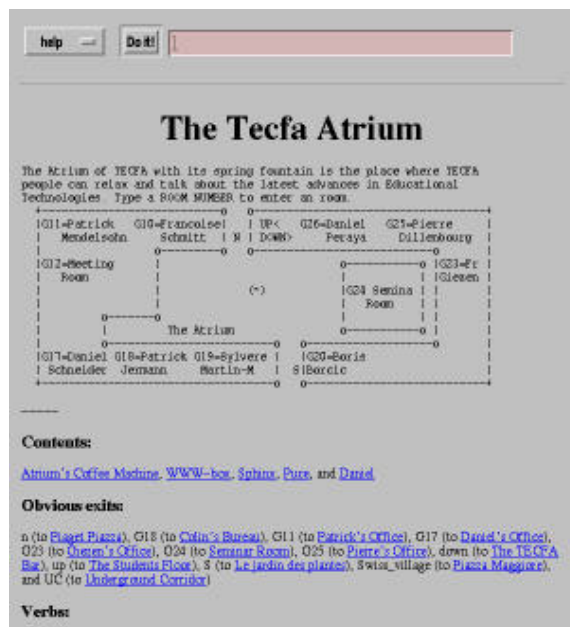 help Do it!
The Tecfa Atrium
The Atrium of TECFA with its spring fountain is the place where TECFA
people can relax and talk about the latest advances in Educational
Technologies. Type a ROOM NUMBER to enter an room.
|G11=Patrick G10=Francoise| | UP< G26=Daniel G25=Pierre |
| Mendelsohn Schmitt | N | DOWN> Peraya Dillenbourg |
|G12=Meeting |G23=Fr |
| Room |Giezen |
(*) |G24 Semina |
Room
The Atrium
|G17=Daniel G18=Patrick G19=Sylvere | |G20=Boris
| Schneider Jermann Martin-M | S|Borcic
Contents:
Atrium's Coffee Machine, WWW-box, Sphinx, Pure, and Daniel
Obvious exits:
n (to Piaget Piazza), G18 (to Colin's Bureau), G11 (to Patrick's Office), G17 (to Daniel's Office),
G23 (to Giezen's Office), G24 (to Seminar Room), G25 (to Pierre's Office), down (to The TECFA
Bar), up (to The Students Floor), S (to Le jardin des plantes), Swiss_village (to Piazza Maggiore),
and UC (to Underground Corridor)
Verbs: